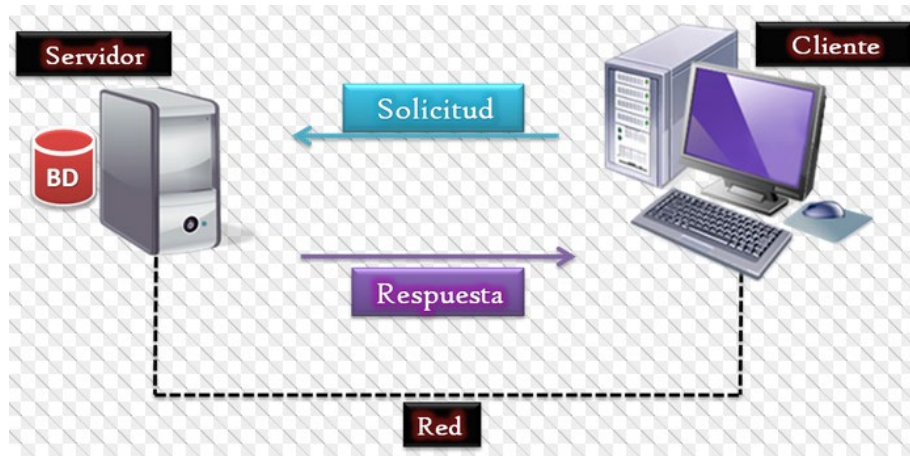 Servidor
Cliente
Solicitud
BD
Respuesta
Red